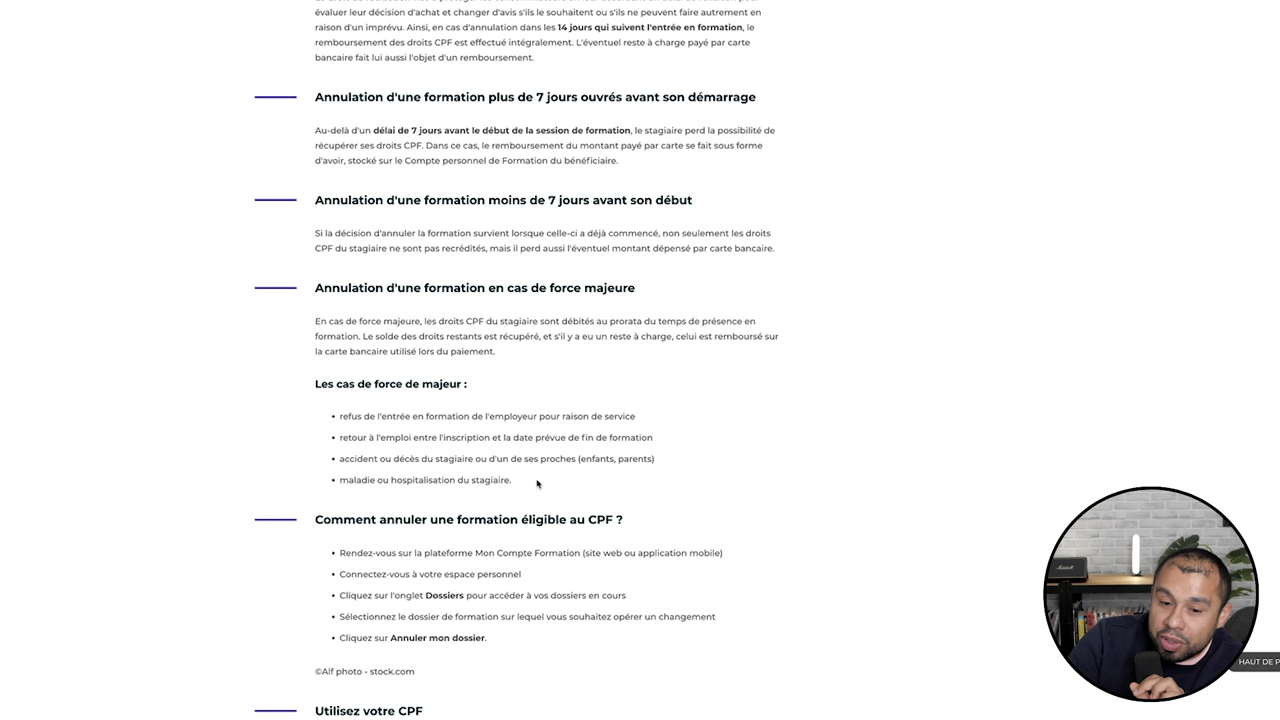 évaluer leur décision d'achat et changer d'avis s'ils le souhaitent ou s'ils ne peuvent faire autrement en
raison d'un imprévu. Ainsi, en cas d'annulation dans les 14 jours qui suivent l'entrée en formation, le
remboursement des droits CPF est effectué intégralement. L'éventuel reste à charge payé par carte
bancaire fait lui aussi l'objet d'un remboursement.
Annulation d'une formation plus de 7 jours ouvrés avant son démarrage
Au-delà d'un délai de 7 jours avant le début de la session de formation, le stagiaire perd la possibilité de
récupérer ses droits CPF. Dans ce cas, le remboursement du montant payé par carte se fait sous forme
d'avoir, stocké sur le Compte personnel de Formation du bénéficiaire.
Annulation d'une formation moins de 7 jours avant son début
Si la décision d'annuler la formation survient lorsque celle-ci a déjà commencé, non seulement les droits
CPF du stagiaire ne sont pas recrédités, mais il perd aussi l'éventuel montant dépensé par carte bancaire.
Annulation d'une formation en cas de force majeure
En cas de force majeure, les droits CPF du stagiaire sont débités au prorata du temps de présence en
formation. Le solde des droits restants est récupéré, et s'il y a eu un reste à charge, celui est remboursé sur
la carte bancaire utilisé lors du paiement.
Les cas de force de majeur :
• refus de l'entrée en formation de l'employeur pour raison de service
• retour à l'emploi entre l'inscription et la date prévue de fin de formation
• accident ou décès du stagiaire ou d'un de ses proches (enfants, parents)
• maladie ou hospitalisation du stagiaire.
Comment annuler une formation éligible au CPF ?
• Rendez-vous sur la plateforme Mon Compte Formation (site web ou application mobile)
• Connectez-vous à votre espace personnel
• Cliquez sur l'onglet Dossiers pour accéder à vos dossiers en cours
• Sélectionnez le dossier de formation sur lequel vous souhaitez opérer un changement
• Cliquez sur Annuler mon dossier.
HAUT DE P
©Alf photo - stock.com
Utilisez votre CPF